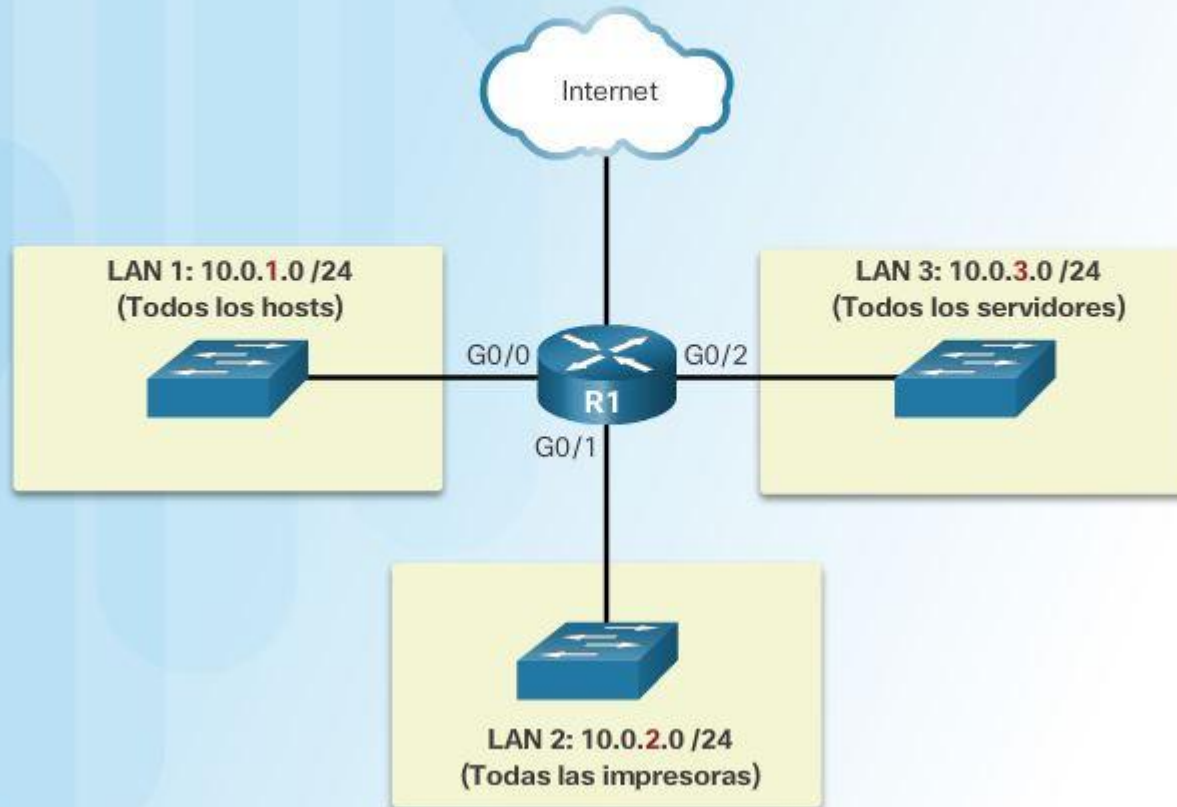 Internet
LAN 1: 10.0.1.0 /24
(Todos los hosts)
LAN 3: 10.0.3.0 /24
(Todos los servidores)
G0/0
G0/2
R1
G0/1
LAN 2: 10.0.2.0 /24
(Todas las impresoras)